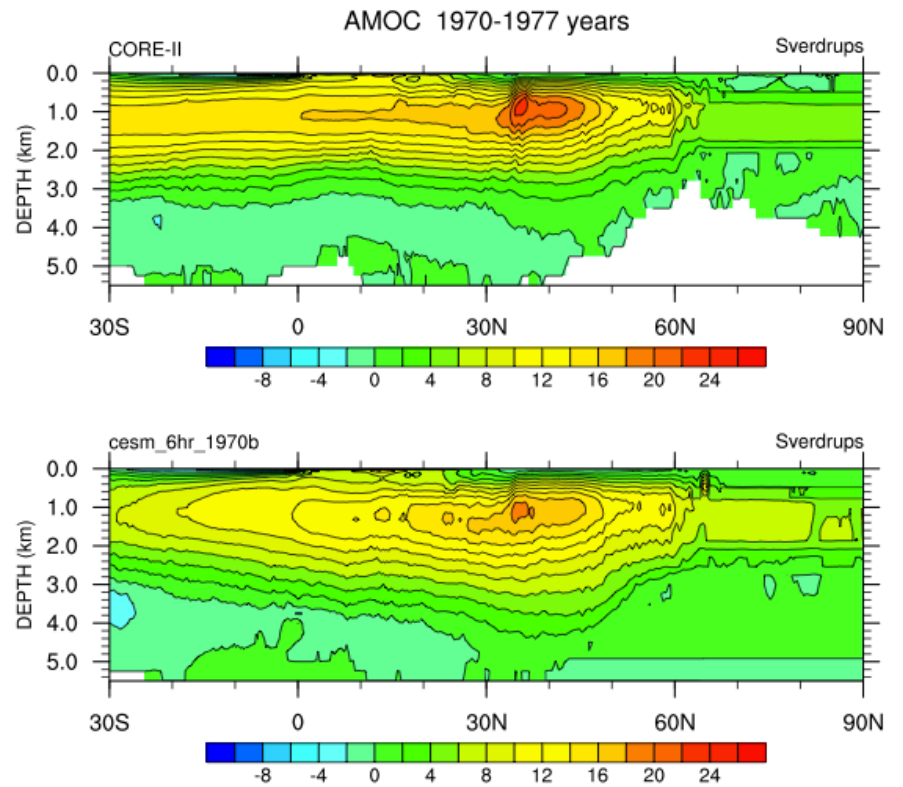 AMOC  1970-1977 years
CORE-II Sverdrups
0.0
1.0
2.0
3.0
4.0
5.0
DEPTH (km)
30S 0 30N 60N 90N
-8 -4 0 4 8 12 16 20 24
cesm_6hr_1970b Sverdrups
0.0
1.0
2.0
3.0
4.0
5.0
DEPTH (km)
30S 0 30N 60N 90N
-8 -4 0 4 8 12 16 20 24